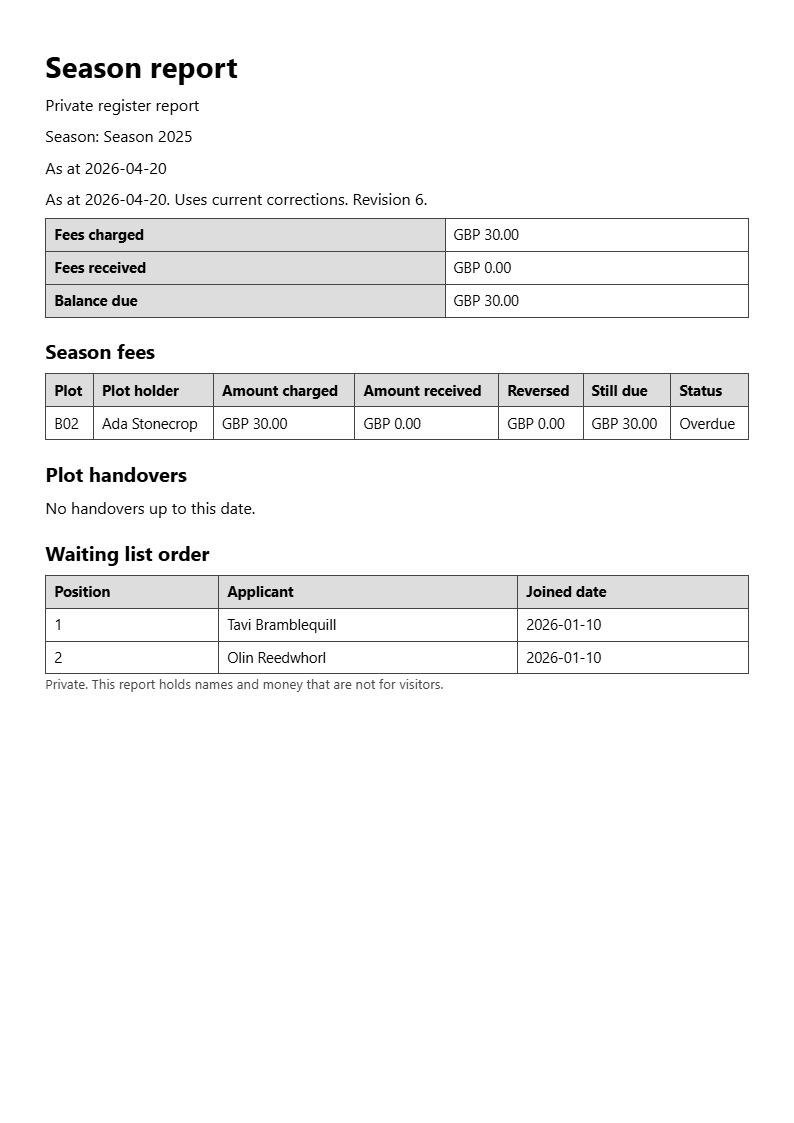 Season report
Private register report
Season: Season 2025
As at 2026-04-20
As at 2026-04-20. Uses current corrections. Revision 6.
Fees charged GBP 30.00
Fees received GBP 0.00
Balance due GBP 30.00
Season fees
Plot Plot holder Amount charged Amount received Reversed Still due Status
B02 Ada Stonecrop GBP 30.00 GBP 0.00 GBP 0.00 GBP 30.00 Overdue
Plot handovers
No handovers up to this date.
Waiting list order
Position Applicant Joined date
1 Tavi Bramblequill 2026-01-10
2 Olin Reedwhorl 2026-01-10
Private. This report holds names and money that are not for visitors.